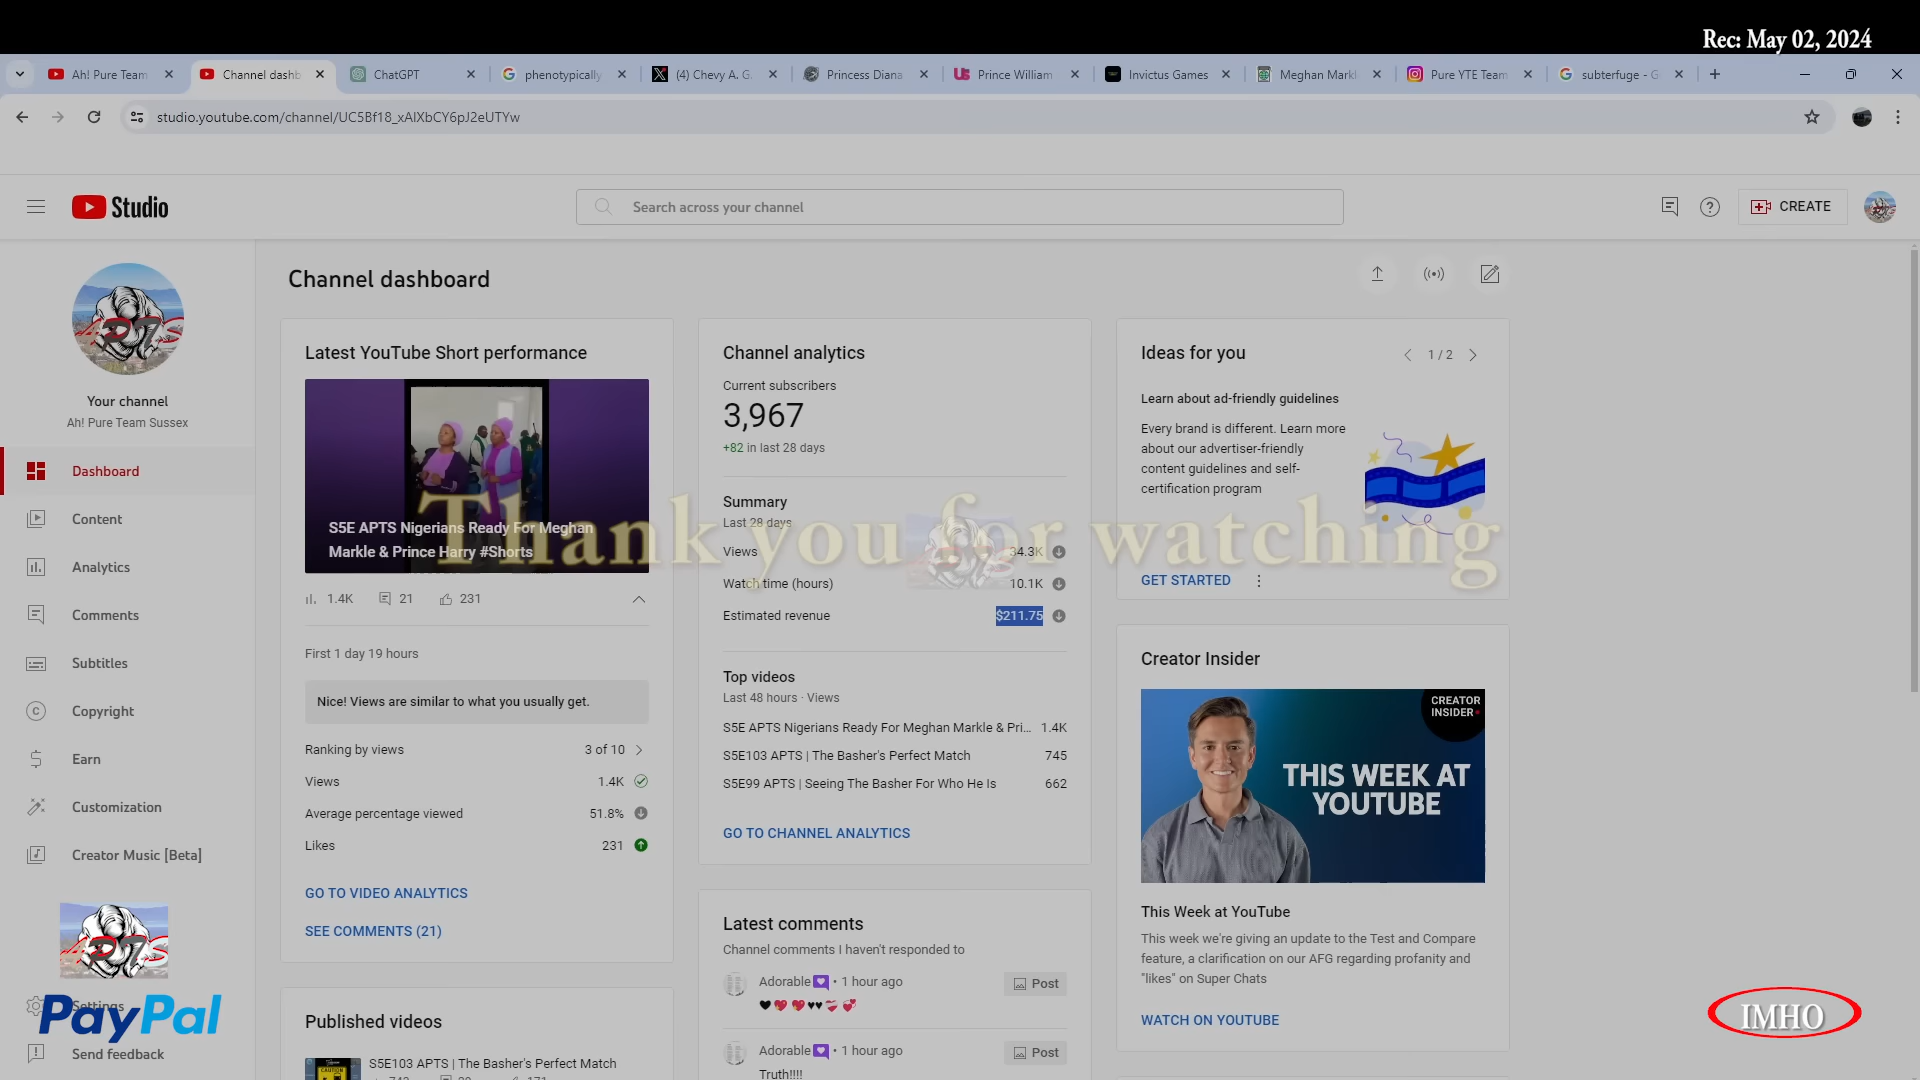 Rec: May 02, 2024
Ah! Pure Team
Channel dashb
ChatGPT
phenotypically
(4) Chevy A. G.
Princess Diana
Prince William
Invictus Games
Meghan Markl
Pure YTE Team
subterfuge - G
studio.youtube.com/channel/UC5Bf18_xAlXbCY6pJ2eUTYw
Studio
Search across your channel
CREATE
Your channel
Ah! Pure Team Sussex
Dashboard
Content
Analytics
Comments
Subtitles
Copyright
Earn
Customization
Creator Music [Beta]
Settings
Send feedback
PayPal
Channel dashboard
Latest YouTube Short performance
S5E APTS Nigerians Ready For Meghan
Markle & Prince Harry #Shorts
1.4K 21 231
First 1 day 19 hours
Nice! Views are similar to what you usually get.
Ranking by views 3 of 10
Views 1.4K
Average percentage viewed 51.8%
Likes 231
GO TO VIDEO ANALYTICS
SEE COMMENTS (21)
Published videos
S5E103 APTS | The Basher's Perfect Match
Channel analytics
Current subscribers
3,967
+82 in last 28 days
Summary
Last 28 days
Views 34.3K
Watch time (hours) 10.1K
Estimated revenue $211.75
Top videos
Last 48 hours · Views
S5E APTS Nigerians Ready For Meghan Markle & Pri... 1.4K
S5E103 APTS | The Basher's Perfect Match 745
S5E99 APTS | Seeing The Basher For Who He Is 662
GO TO CHANNEL ANALYTICS
Latest comments
Channel comments I haven't responded to
Adorable • 1 hour ago
Post
Adorable • 1 hour ago
Post
Truth!!!!
Thank you for watching
Ideas for you
1 / 2
Learn about ad-friendly guidelines
Every brand is different. Learn more
about our advertiser-friendly
content guidelines and self-
certification program
GET STARTED
Creator Insider
CREATOR
INSIDER
THIS WEEK AT
YOUTUBE
This Week at YouTube
This week we're giving an update to the Test and Compare
feature, a clarification on our AFG regarding profanity and
"likes" on Super Chats
WATCH ON YOUTUBE
IMHO